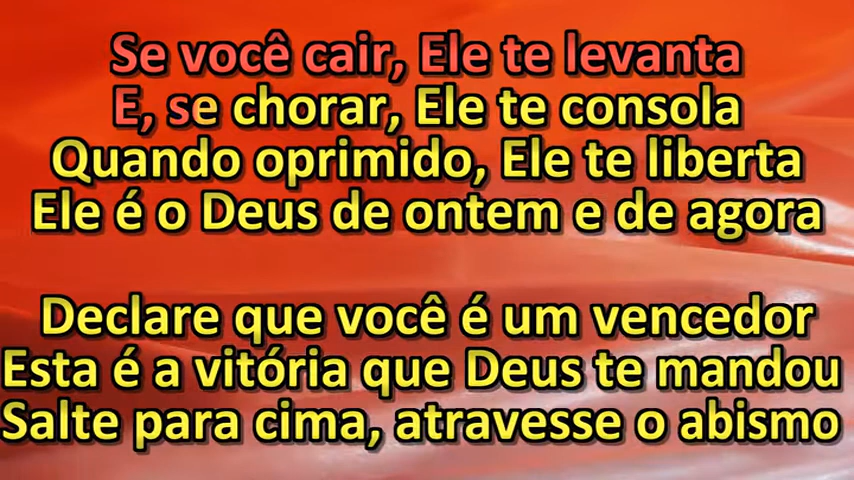 Se você cair, Ele te levanta
E, se chorar, Ele te consola
Quando oprimido, Ele te liberta
Ele é o Deus de ontem e de agora
Declare que você é um vencedor
Esta é a vitória que Deus te mandou
Salte para cima, atravesse o abismo